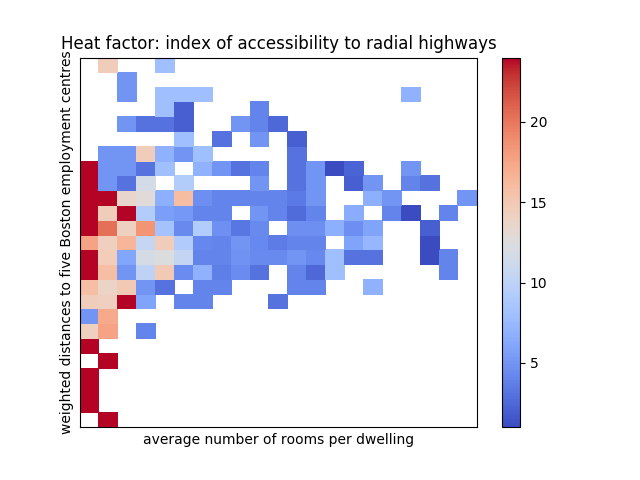 Heat factor: index of accessibility to radial highways
weighted distances to five Boston employment centres
average number of rooms per dwelling
20
15
10
5